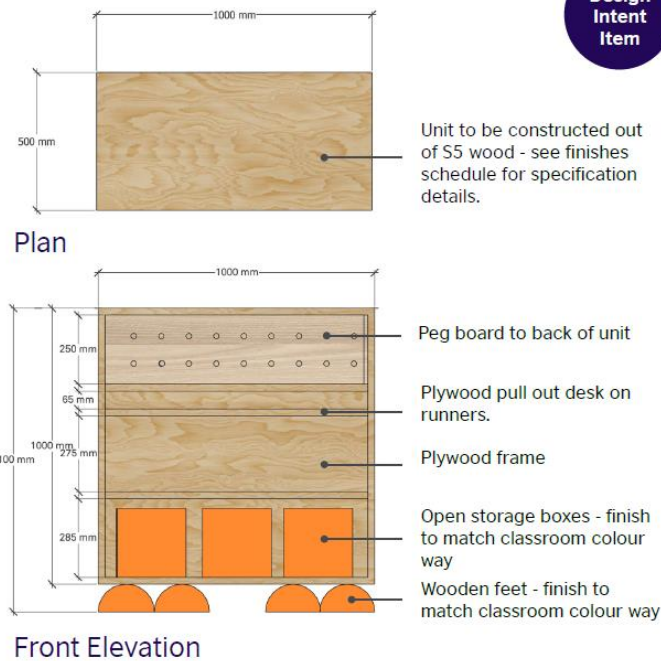 1000 mm
Intent
Item
500 mm
Unit to be constructed out
of S5 wood - see finishes
schedule for specification
details.
Plan
1000 mm
Peg board to back of unit
250 mm
Plywood pull out desk on
runners.
65 mm
1000 mm
275 mm
Plywood frame
Open storage boxes - finish
to match classroom colour
way
285 mm
Wooden feet - finish to
match classroom colour way
Front Elevation